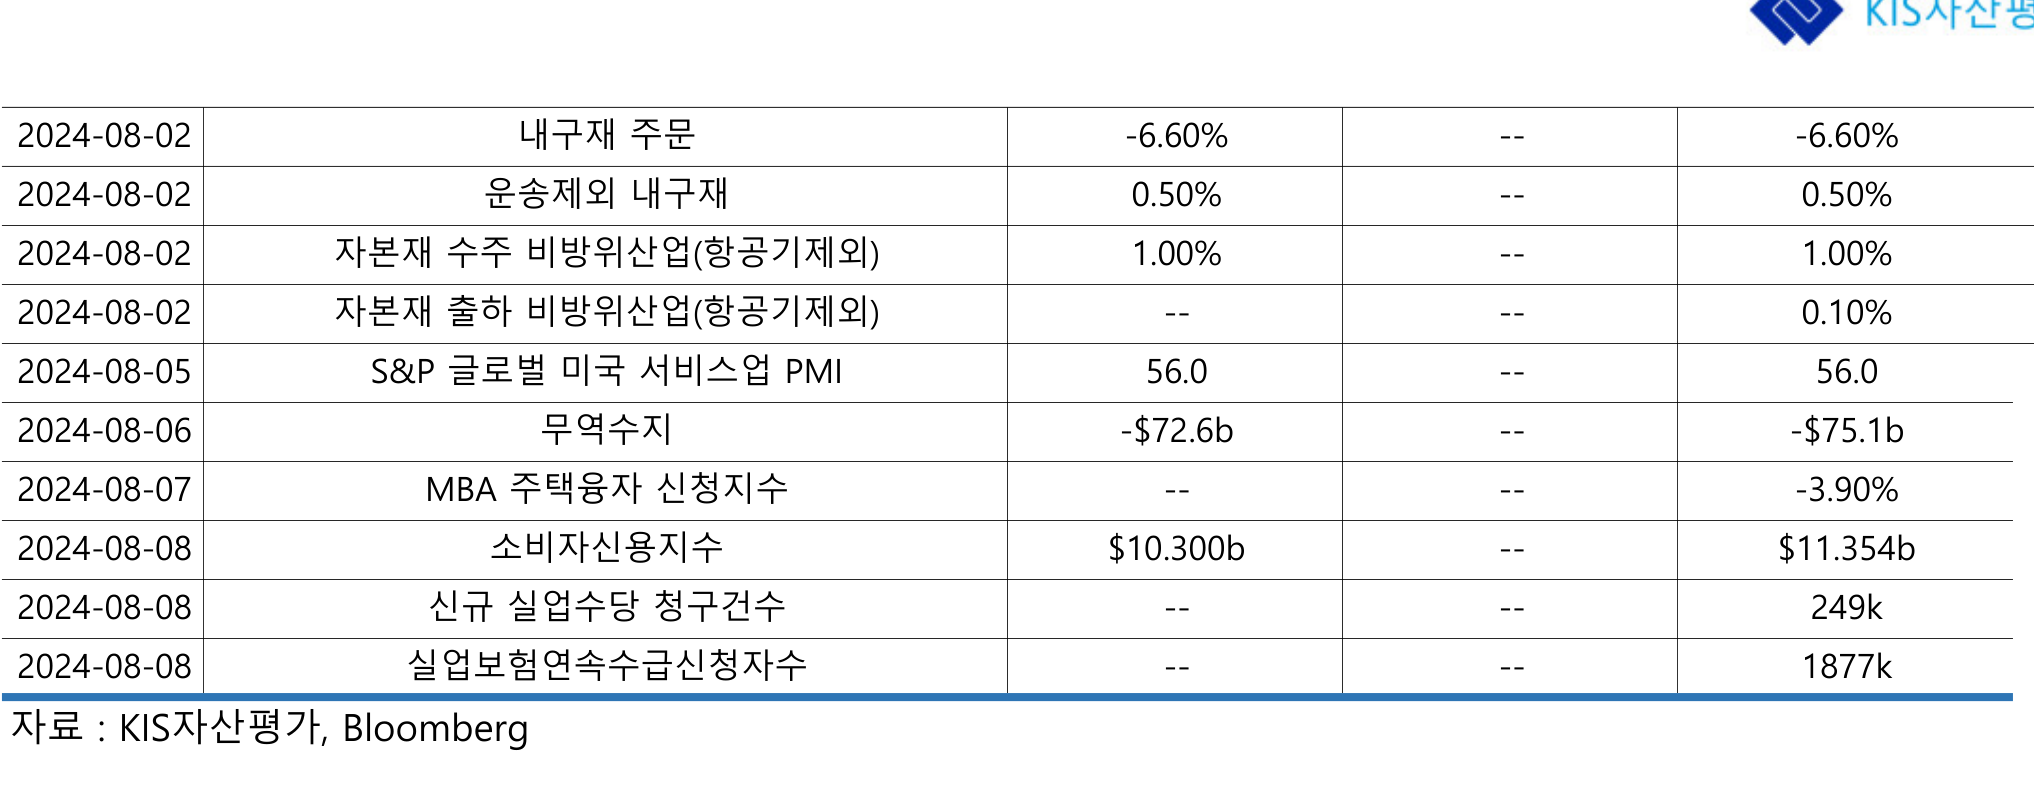 KIS자산평
2024-08-02 내구재 주문 -6.60% -- -6.60%
2024-08-02 운송제외 내구재 0.50% -- 0.50%
2024-08-02 자본재 수주 비방위산업(항공기제외) 1.00% -- 1.00%
2024-08-02 자본재 출하 비방위산업(항공기제외) -- -- 0.10%
2024-08-05 S&P 글로벌 미국 서비스업 PMI 56.0 -- 56.0
2024-08-06 무역수지 -$72.6b -- -$75.1b
2024-08-07 MBA 주택융자 신청지수 -- -- -3.90%
2024-08-08 소비자신용지수 $10.300b -- $11.354b
2024-08-08 신규 실업수당 청구건수 -- -- 249k
2024-08-08 실업보험연속수급신청자수 -- -- 1877k
자료 : KIS자산평가, Bloomberg